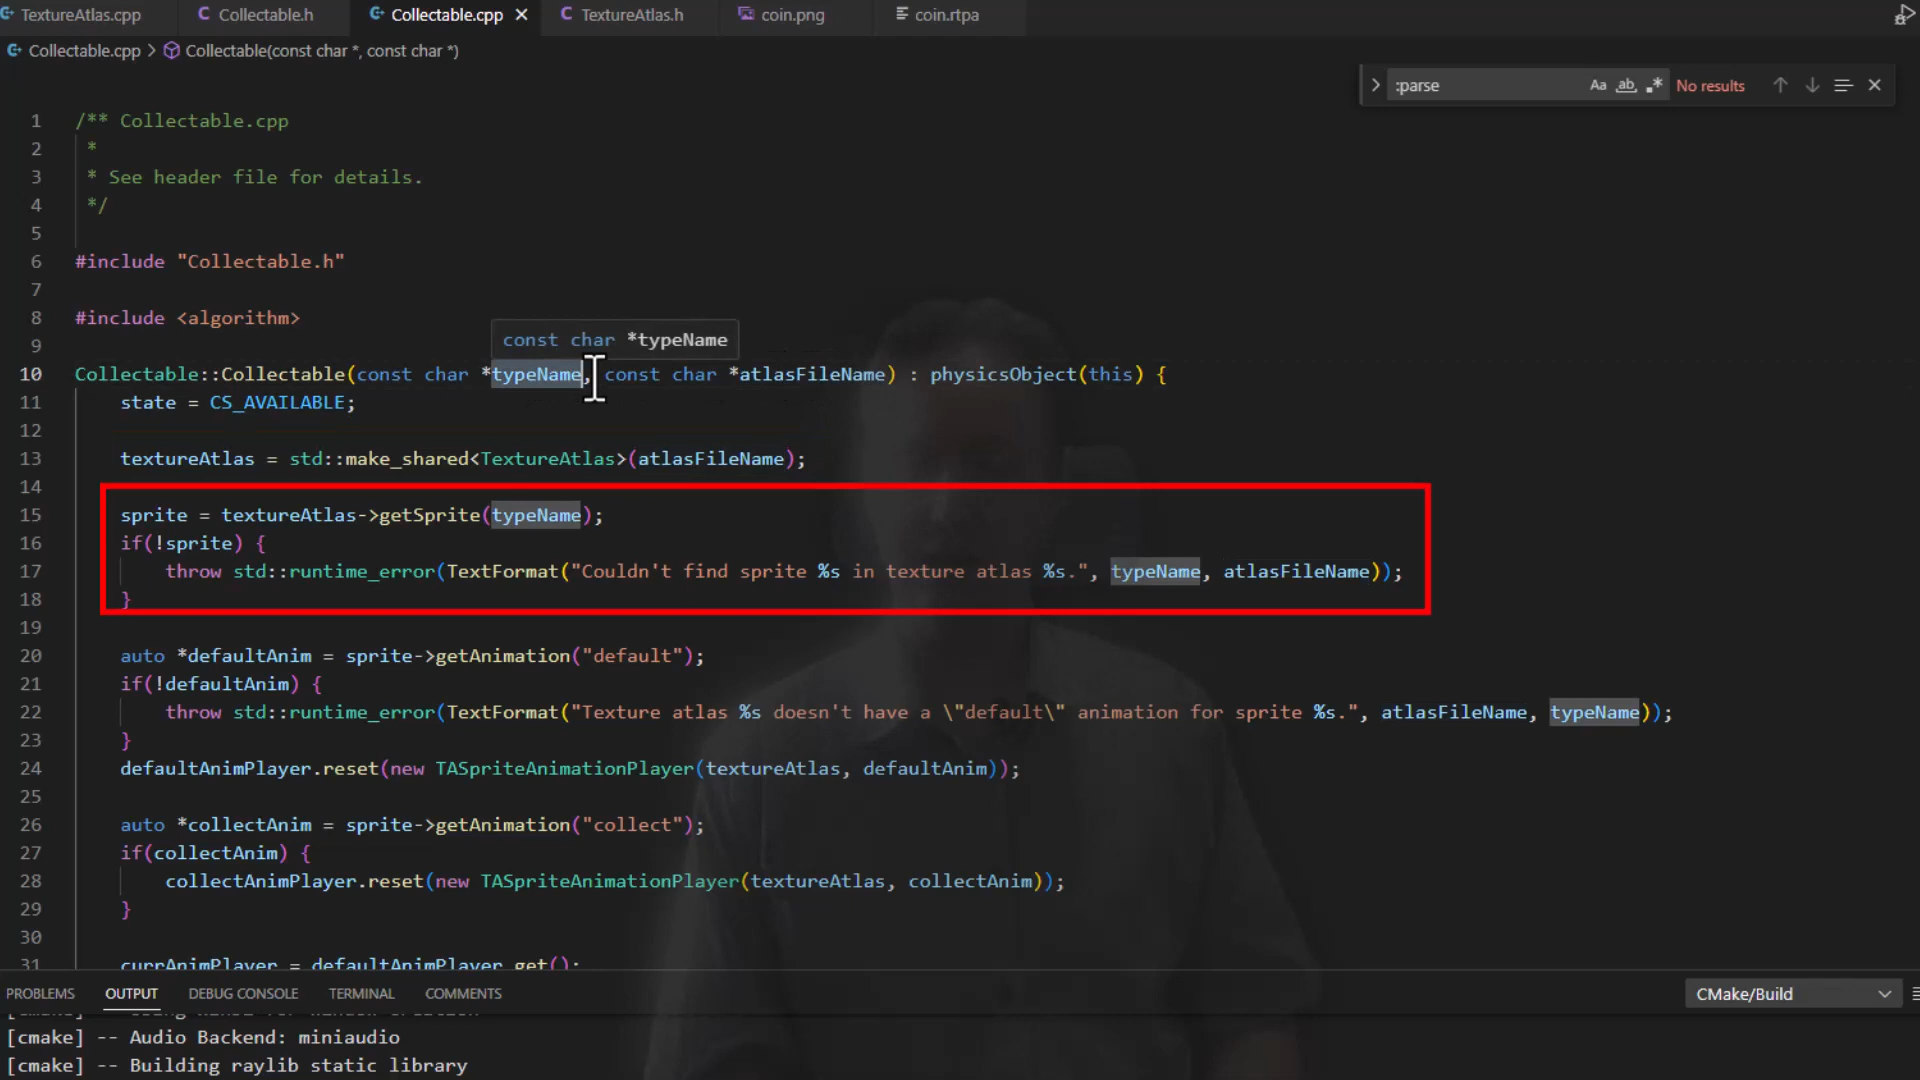 TextureAtlas.cpp Collectable.h Collectable.cpp TextureAtlas.h coin.png coin.rtpa
Collectable.cpp > Collectable(const char *, const char *)
:parse Aa ab .* No results
1 /** Collectable.cpp
2 *
3 * See header file for details.
4 */
5
6 #include "Collectable.h"
7
8 #include <algorithm>
const char *typeName
9
10 Collectable::Collectable(const char *typeName, const char *atlasFileName) : physicsObject(this) {
11 state = CS_AVAILABLE;
12
13 textureAtlas = std::make_shared<TextureAtlas>(atlasFileName);
14
15 sprite = textureAtlas->getSprite(typeName);
16 if(!sprite) {
17 throw std::runtime_error(TextFormat("Couldn't find sprite %s in texture atlas %s.", typeName, atlasFileName));
18 }
19
20 auto *defaultAnim = sprite->getAnimation("default");
21 if(!defaultAnim) {
22 throw std::runtime_error(TextFormat("Texture atlas %s doesn't have a \"default\" animation for sprite %s.", atlasFileName, typeName));
23 }
24 defaultAnimPlayer.reset(new TASpriteAnimationPlayer(textureAtlas, defaultAnim));
25
26 auto *collectAnim = sprite->getAnimation("collect");
27 if(collectAnim) {
28 collectAnimPlayer.reset(new TASpriteAnimationPlayer(textureAtlas, collectAnim));
29 }
30
31 currAnimPlayer = defaultAnimPlayer.get();
PROBLEMS OUTPUT DEBUG CONSOLE TERMINAL COMMENTS CMake/Build
[cmake] -- Audio Backend: miniaudio
[cmake] -- Building raylib static library